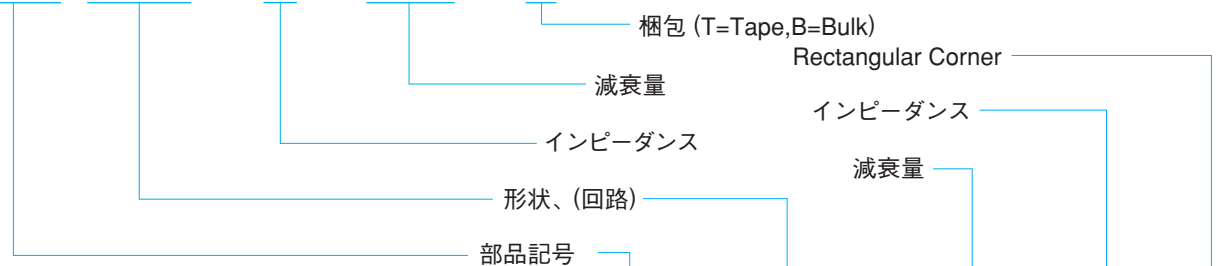 梱包 (T=Tape,B=Bulk)
Rectangular Corner
減衰量
インピーダンス
インピーダンス
減衰量
形状、(回路)
部品記号